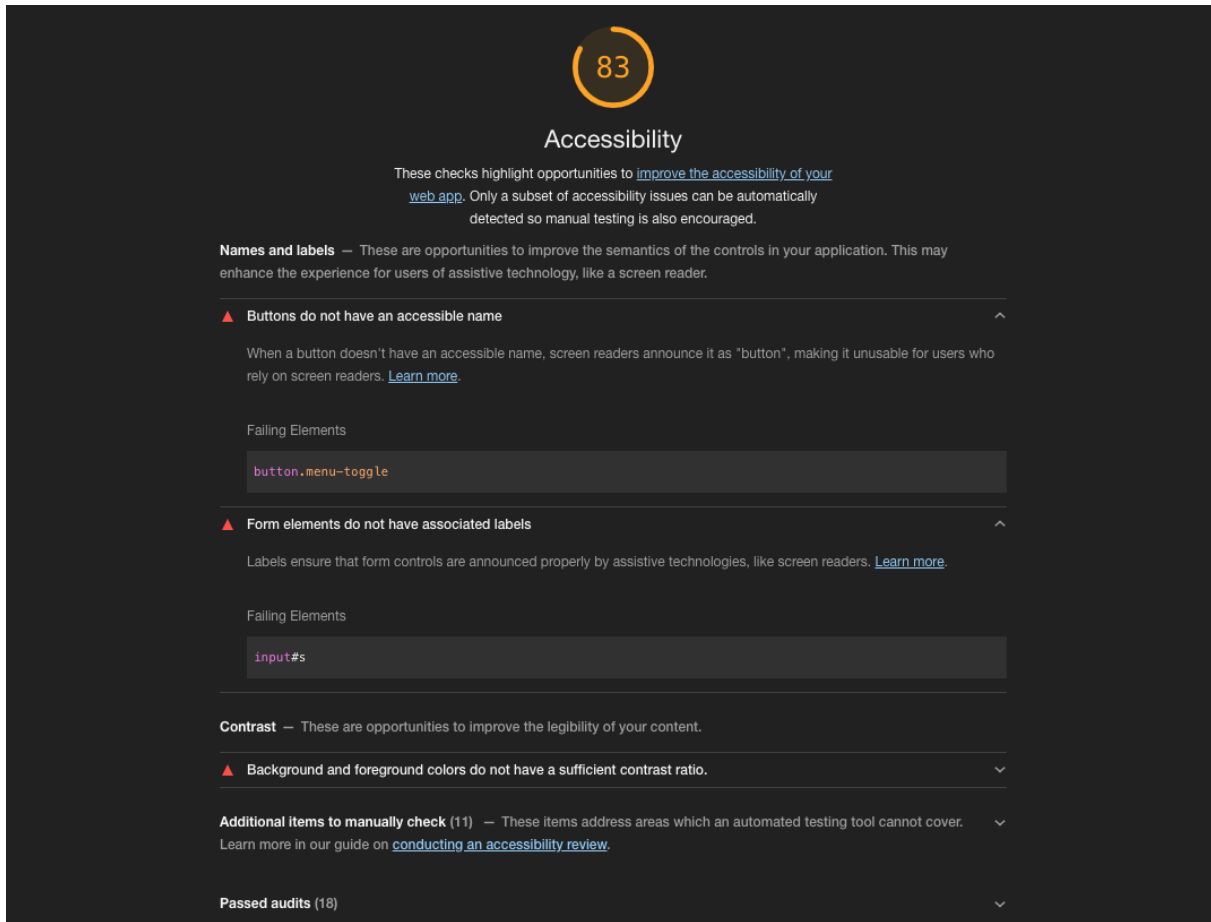 83
Accessibility
These checks highlight opportunities to improve the accessibility of your
web app. Only a subset of accessibility issues can be automatically
detected so manual testing is also encouraged.
Names and labels — These are opportunities to improve the semantics of the controls in your application. This may
enhance the experience for users of assistive technology, like a screen reader.
Buttons do not have an accessible name
When a button doesn't have an accessible name, screen readers announce it as "button", making it unusable for users who
rely on screen readers. Learn more.
Failing Elements
button.menu-toggle
Form elements do not have associated labels
Labels ensure that form controls are announced properly by assistive technologies, like screen readers. Learn more.
Failing Elements
input#s
Contrast — These are opportunities to improve the legibility of your content.
Background and foreground colors do not have a sufficient contrast ratio.
Additional items to manually check (11) — These items address areas which an automated testing tool cannot cover.
Learn more in our guide on conducting an accessibility review.
Passed audits (18)